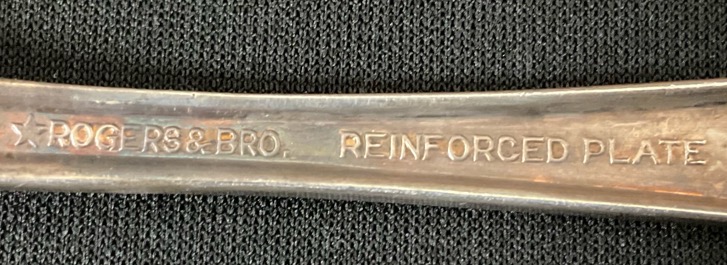 ★ROGERS&BRO. REINFORCED PLATE